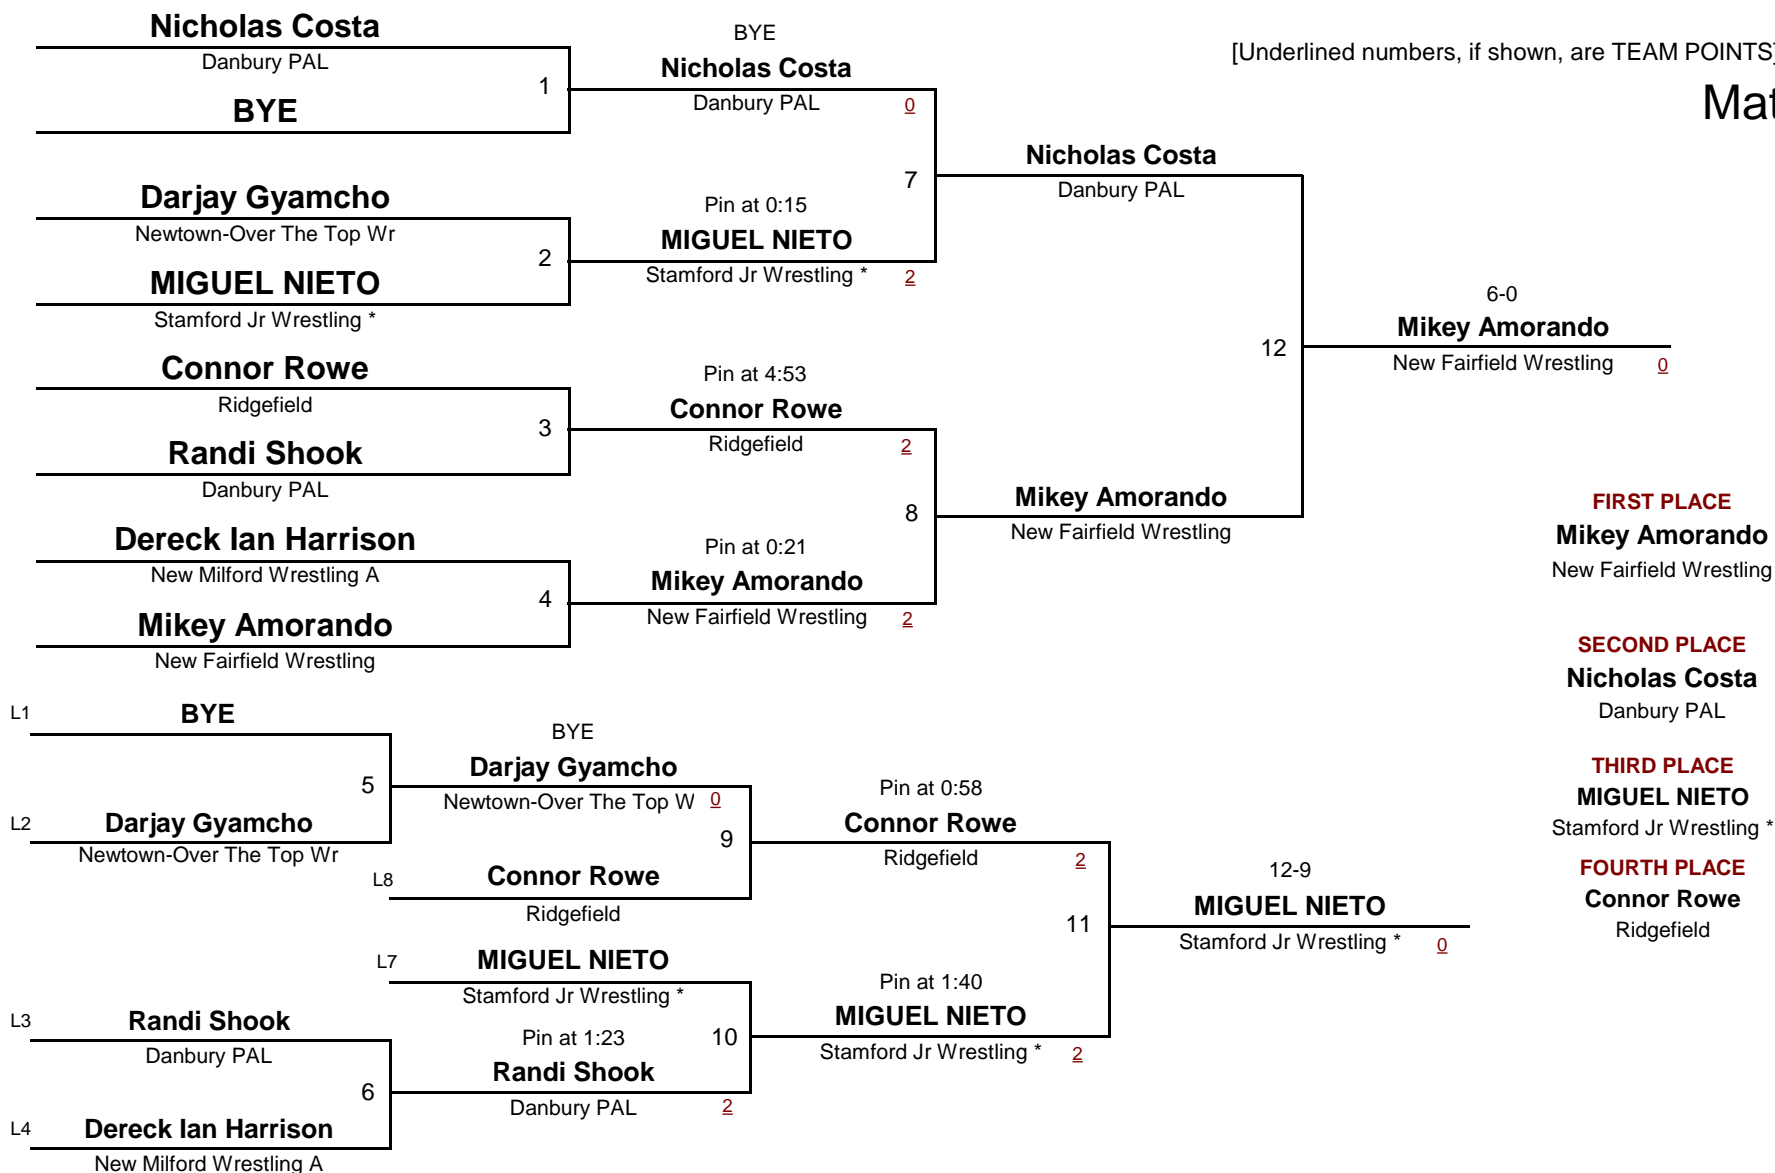 [Underlined numbers, if shown, are TEAM POINTS]
Mat
Nicholas Costa
Danbury PAL
1
BYE
BYE
Nicholas Costa
Danbury PAL 0
Darjay Gyamcho
Newtown-Over The Top Wr
2
MIGUEL NIETO
Stamford Jr Wrestling *
7
Pin at 0:15
MIGUEL NIETO
Stamford Jr Wrestling * 2
Nicholas Costa
Danbury PAL
Connor Rowe
Ridgefield
3
Randi Shook
Danbury PAL
Pin at 4:53
Connor Rowe
Ridgefield 2
Dereck Ian Harrison
New Milford Wrestling A
4
Mikey Amorando
New Fairfield Wrestling
8
Pin at 0:21
Mikey Amorando
New Fairfield Wrestling 2
Mikey Amorando
New Fairfield Wrestling
12
6-0
Mikey Amorando
New Fairfield Wrestling 0
FIRST PLACE
Mikey Amorando
New Fairfield Wrestling
SECOND PLACE
Nicholas Costa
Danbury PAL
THIRD PLACE
MIGUEL NIETO
Stamford Jr Wrestling *
FOURTH PLACE
Connor Rowe
Ridgefield
L1 BYE
5
L2 Darjay Gyamcho
Newtown-Over The Top Wr
BYE
Darjay Gyamcho
Newtown-Over The Top W 0
9
L8 Connor Rowe
Ridgefield
Pin at 0:58
Connor Rowe
Ridgefield 2
L3 Randi Shook
Danbury PAL
6
L4 Dereck Ian Harrison
New Milford Wrestling A
L7 MIGUEL NIETO
Stamford Jr Wrestling *
10
Pin at 1:23
Randi Shook
Danbury PAL 2
11
Pin at 1:40
MIGUEL NIETO
Stamford Jr Wrestling * 2
12-9
MIGUEL NIETO
Stamford Jr Wrestling * 0